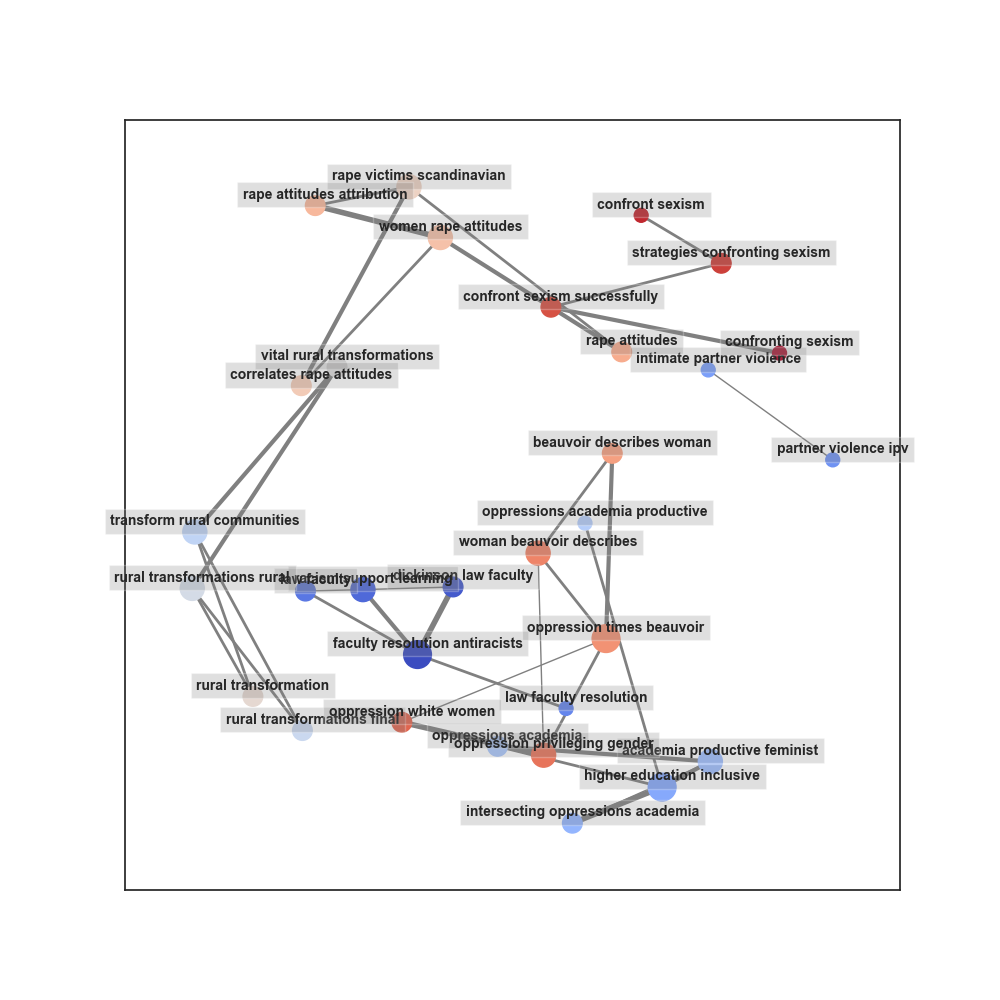 rape victims scandinavian
rape attitudes attribution
confront sexism
women rape attitudes
strategies confronting sexism
confront sexism successfully
rape attitudes
confronting sexism
vital rural transformations
intimate partner violence
correlates rape attitudes
beauvoir describes woman
partner violence ipv
oppressions academia productive
transform rural communities
woman beauvoir describes
rural transformations rural
law faculty
support learning
dickinson law faculty
oppression times beauvoir
faculty resolution antiracists
rural transformation
law faculty resolution
oppression white women
rural transformations final
oppressions academia
oppression privileging gender
academia productive feminist
higher education inclusive
intersecting oppressions academia